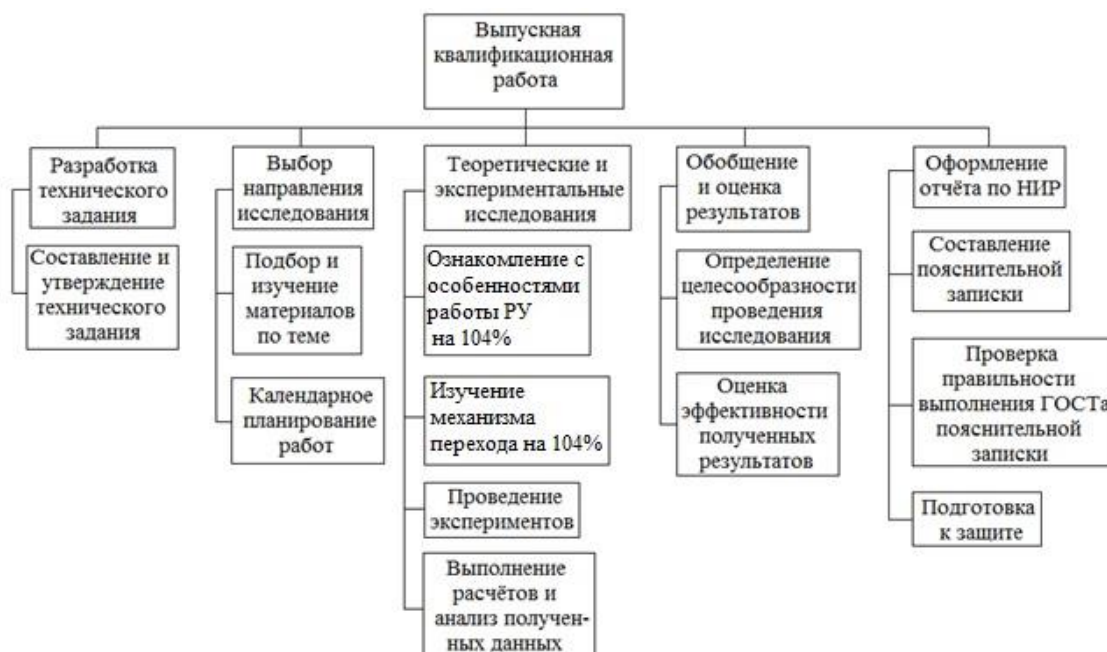 Выпускная
квалификационная
работа
Разработка
технического
задания
Составление и
утверждение
технического
задания
Выбор
направления
исследования
Подбор и
изучение
материалов
по теме
Календарное
планирование
работ
Теоретические и
экспериментальные
исследования
Ознакомление с
особенностями
работы РУ
на 104%
Изучение
механизма
перехода на 104%
Проведение
экспериментов
Выполнение
расчётов и
анализ получен-
ных данных
Обобщение
и оценка
результатов
Определение
целесообразности
проведения
исследования
Оценка
эффективности
полученных
результатов
Оформление
отчёта по НИР
Составление
пояснительной
записки
Проверка
правильности
выполнения ГОСТа
пояснительной
записки
Подготовка
к защите